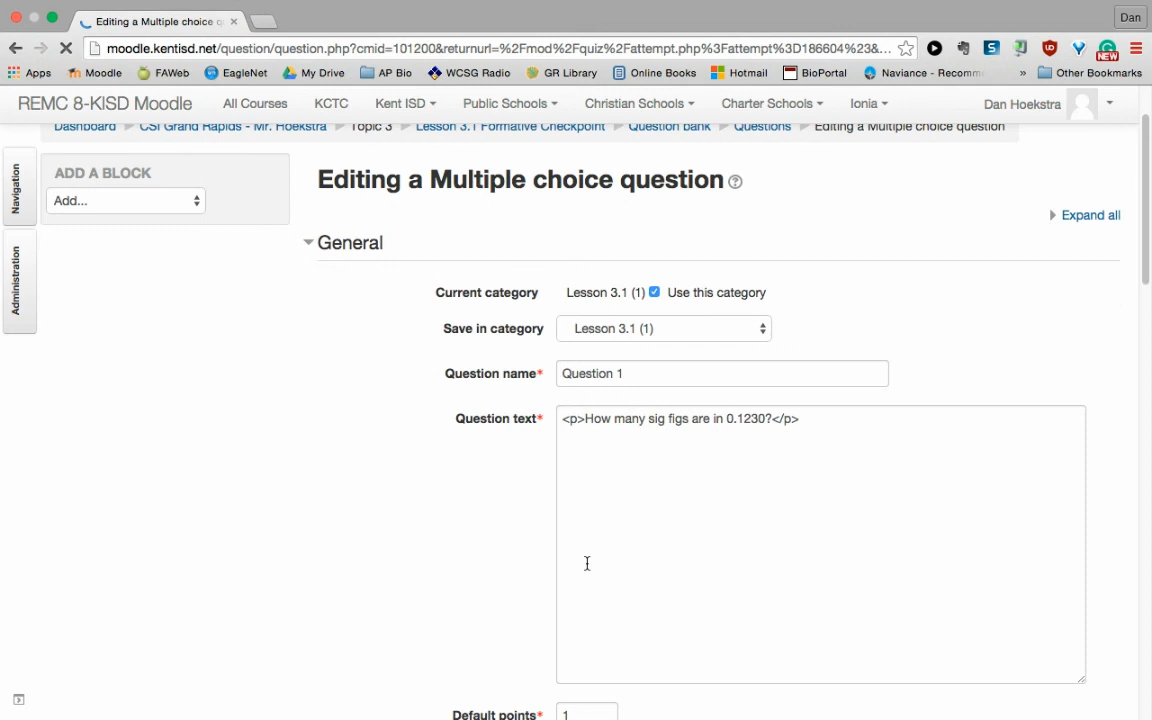 Editing a Multiple choice q
Dan
moodle.kentisd.net/question/question.php?cmid=101200&returnurl=%2Fmod%2Fquiz%2Fattempt.php%3Fattempt%3D186604%23&...
NEW
Apps Moodle FAWeb EagleNet My Drive AP Bio WCSG Radio GR Library Online Books Hotmail BioPortal Naviance - Recomm » Other Bookmarks
REMC 8-KISD Moodle All Courses KCTC Kent ISD Public Schools Christian Schools Charter Schools Ionia Dan Hoekstra
Dashboard CSI Grand Rapids - Mr. Hoekstra Topic 3 Lesson 3.1 Formative Checkpoint Question bank Questions Editing a Multiple choice question
Navigation
Administration
ADD A BLOCK
Add...
Editing a Multiple choice question
Expand all
General
Current category Lesson 3.1 (1) Use this category
Save in category Lesson 3.1 (1)
Question name* Question 1
Question text* <p>How many sig figs are in 0.1230?</p>
Default points* 1